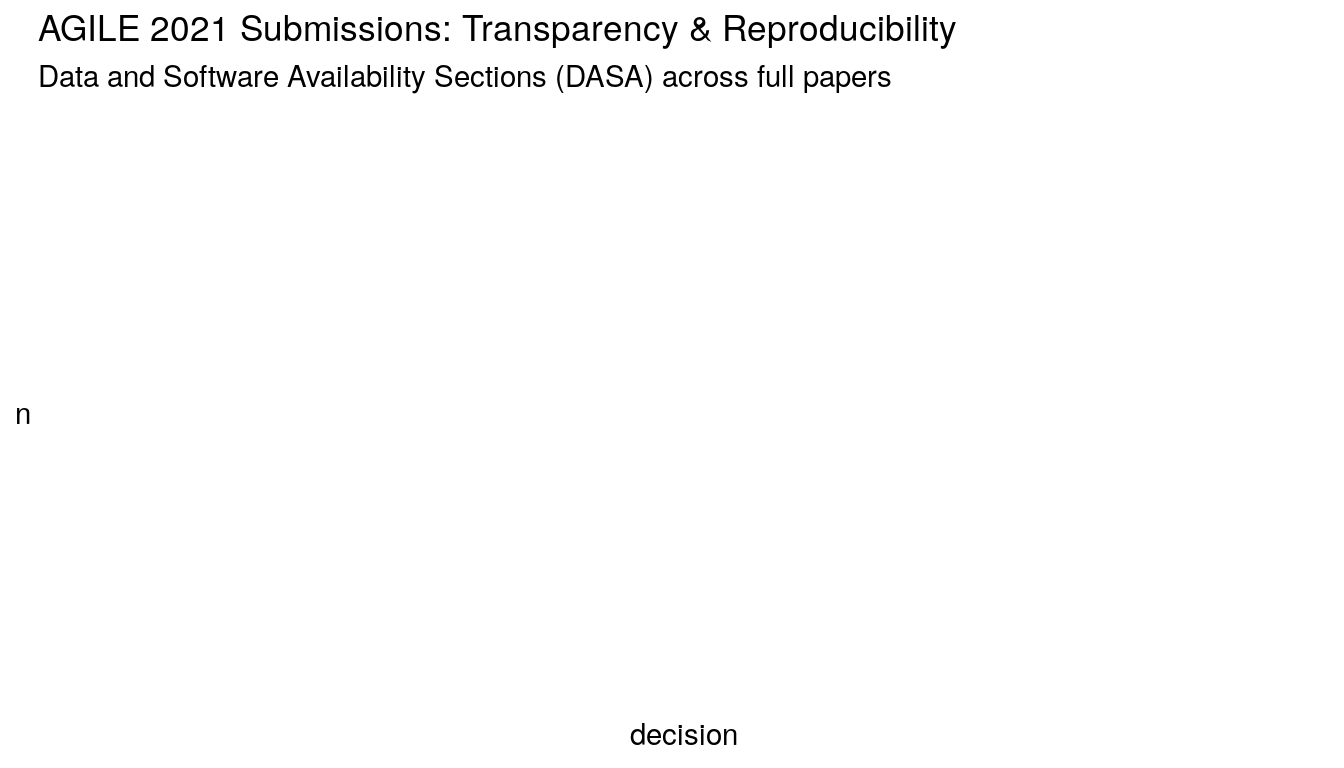 AGILE 2021 Submissions: Transparency & Reproducibility
Data and Software Availability Sections (DASA) across full papers
n
decision